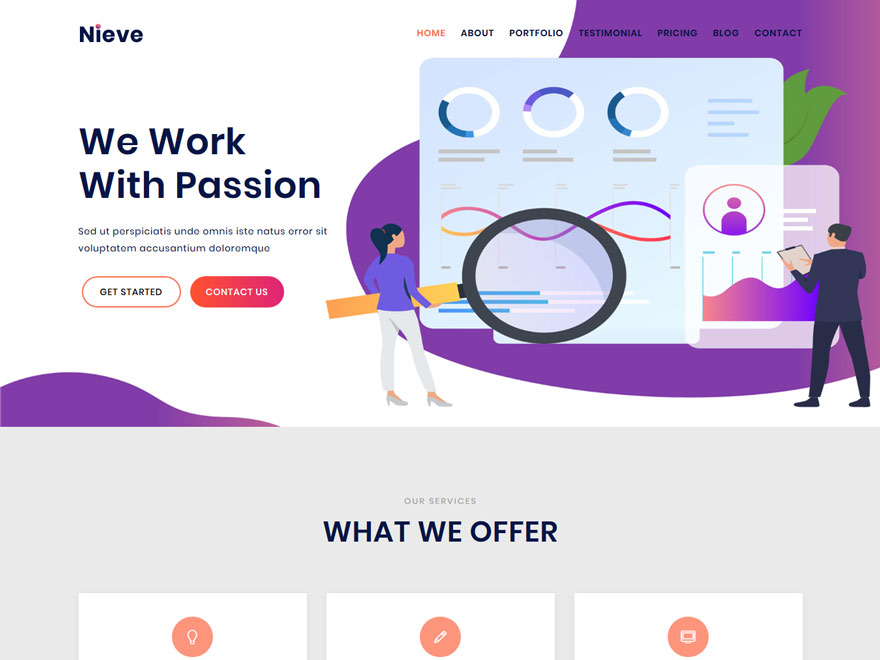 Nieve
HOME ABOUT PORTFOLIO TESTIMONIAL PRICING BLOG CONTACT
We Work
With Passion
Sed ut perspiciatis unde omnis iste natus error sit
voluptatem accusantium doloremque
GET STARTED CONTACT US
OUR SERVICES
WHAT WE OFFER